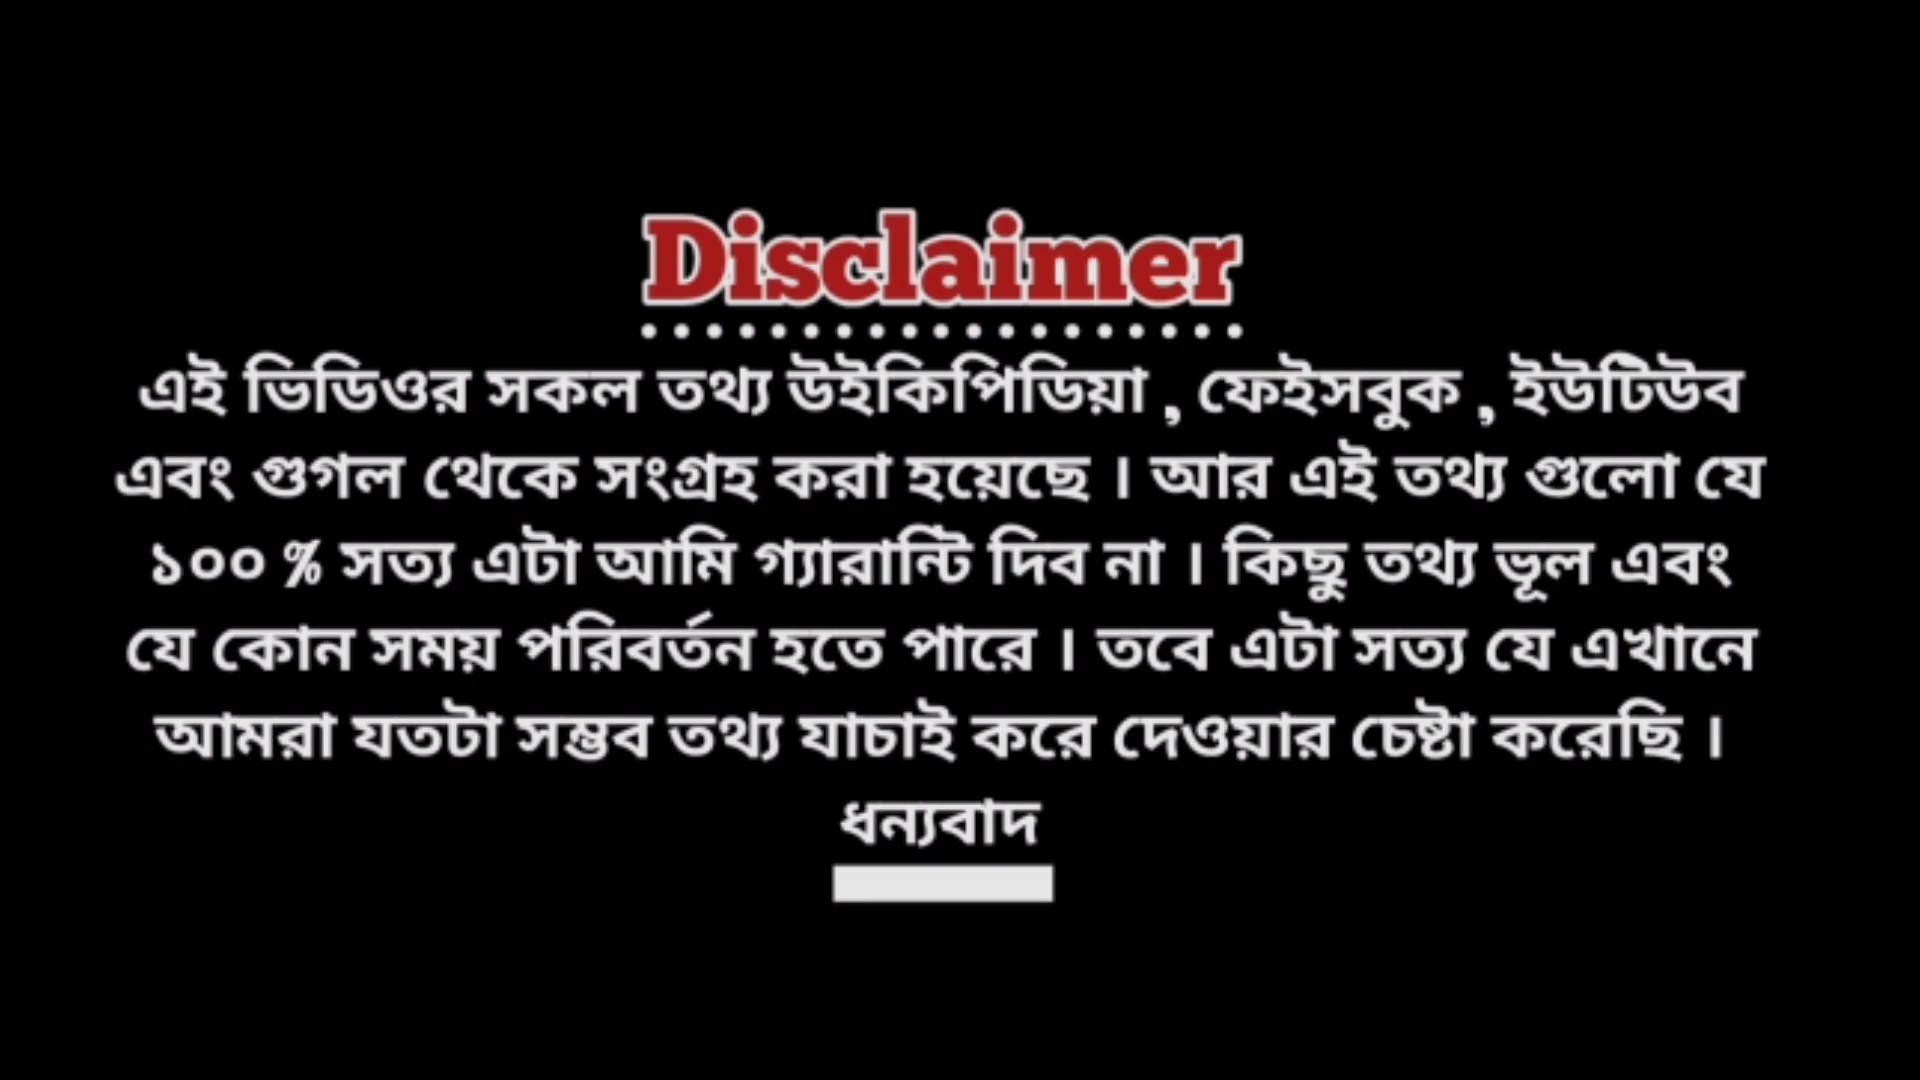 Disclaimer
এই ভিডিওর সকল তথ্য উইকিপিডিয়া , ফেইসবুক , ইউটিউব
এবং গুগল থেকে সংগ্রহ করা হয়েছে । আর এই তথ্য গুলো যে
১০০ % সত্য এটা আমি গ্যারান্টি দিব না । কিছু তথ্য ভূল এবং
যে কোন সময় পরিবর্তন হতে পারে । তবে এটা সত্য যে এখানে
আমরা যতটা সম্ভব তথ্য যাচাই করে দেওয়ার চেষ্টা করেছি ।
ধন্যবাদ